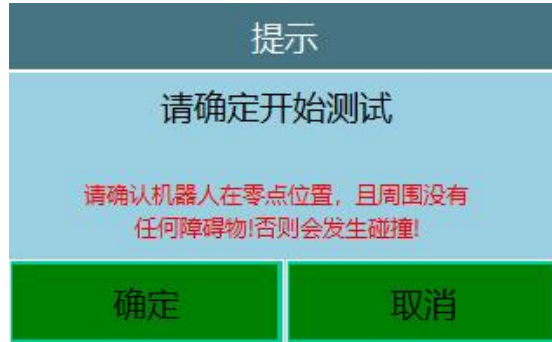 提示
请确定开始测试
请确认机器人在零点位置，且周围没有
任何障碍物!否则会发生碰撞!
确定
取消